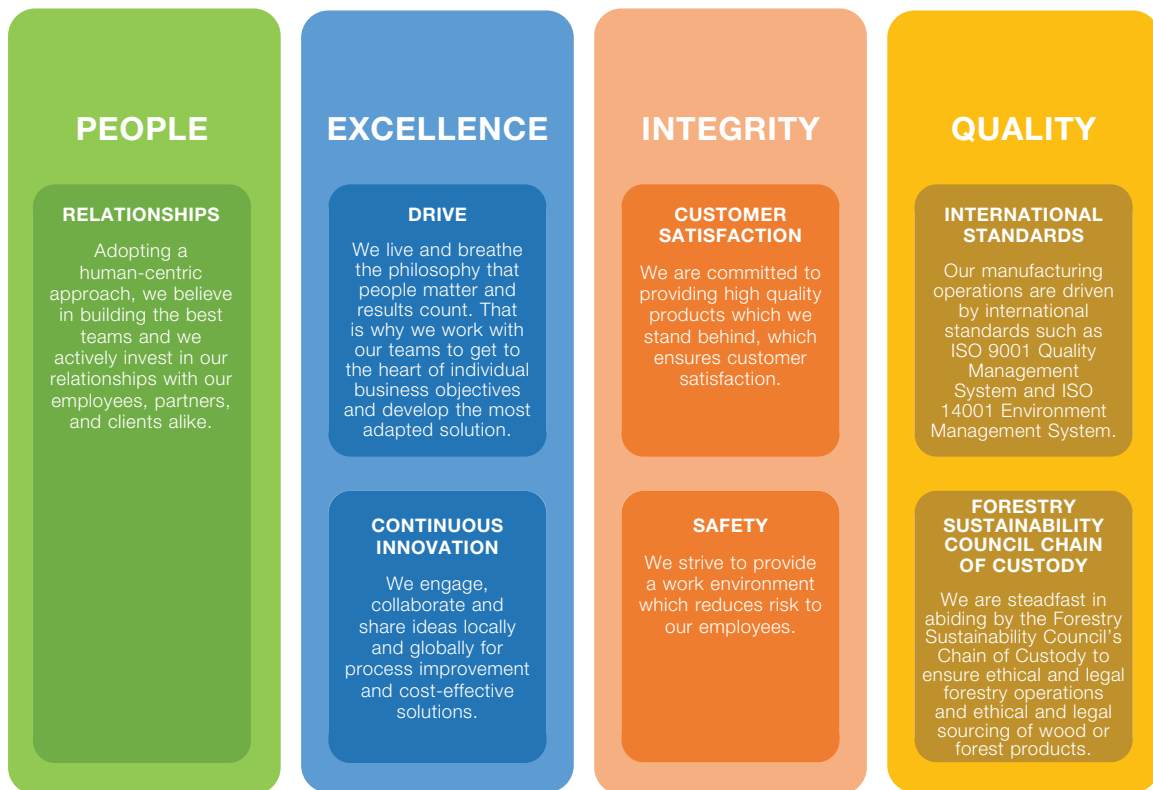 PEOPLE
RELATIONSHIPS
Adopting a
human-centric
approach, we believe
in building the best
teams and we
actively invest in our
relationships with our
employees, partners,
and clients alike.
EXCELLENCE
DRIVE
We live and breathe
the philosophy that
people matter and
results count. That
is why we work with
our teams to get to
the heart of individual
business objectives
and develop the most
adapted solution.
CONTINUOUS
INNOVATION
We engage,
collaborate and
share ideas locally
and globally for
process improvement
and cost-effective
solutions.
INTEGRITY
CUSTOMER
SATISFACTION
We are committed to
providing high quality
products which we
stand behind, which
ensures customer
satisfaction.
SAFETY
We strive to provide
a work environment
which reduces risk to
our employees.
QUALITY
INTERNATIONAL
STANDARDS
Our manufacturing
operations are driven
by international
standards such as
ISO 9001 Quality
Management
System and ISO
14001 Environment
Management System.
FORESTRY
SUSTAINABILITY
COUNCIL CHAIN
OF CUSTODY
We are steadfast in
abiding by the Forestry
Sustainability Council’s
Chain of Custody to
ensure ethical and legal
forestry operations
and ethical and legal
sourcing of wood or
forest products.